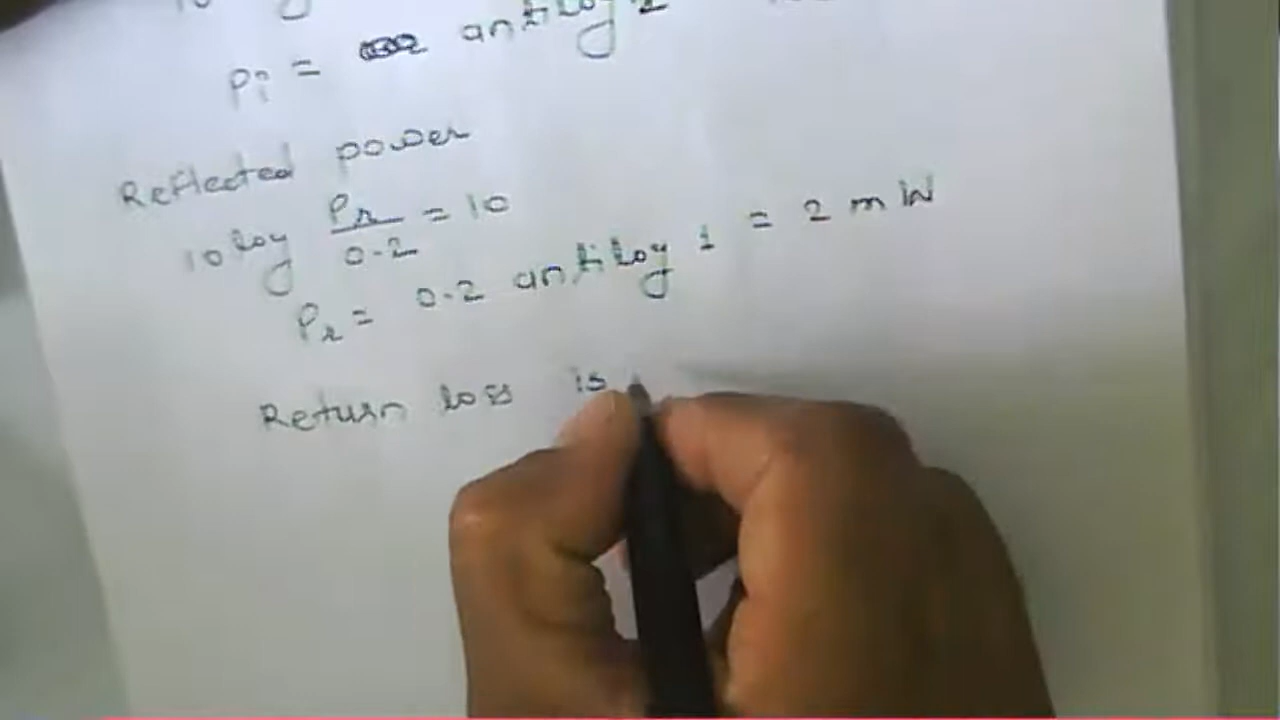 10
Pi = antilog 2
Reflected power
10 log Pr/0.2 = 10
Pr = 0.2 antilog 1 = 2 mW
Return loss is